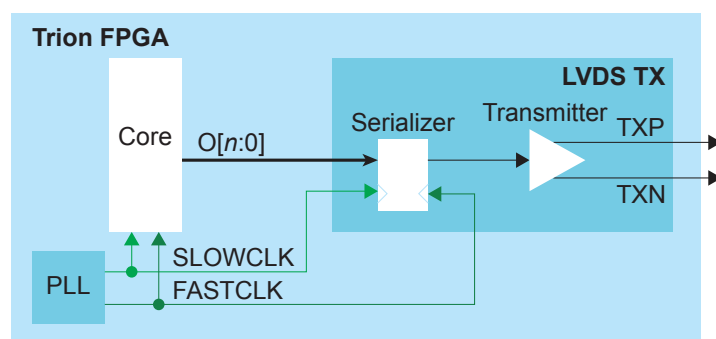 Trion FPGA
LVDS TX
Core
O[n:0]
Serializer
Transmitter
TXP
TXN
SLOWCLK
PLL
FASTCLK